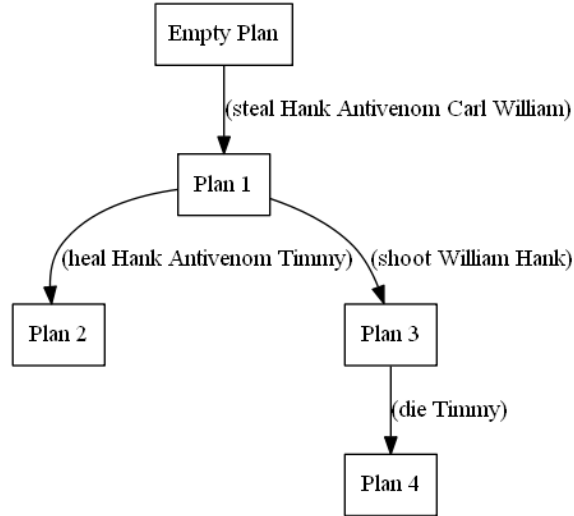 Empty Plan
(steal Hank Antivenom Carl William)
Plan 1
(heal Hank Antivenom Timmy)
(shoot William Hank)
Plan 2
Plan 3
(die Timmy)
Plan 4